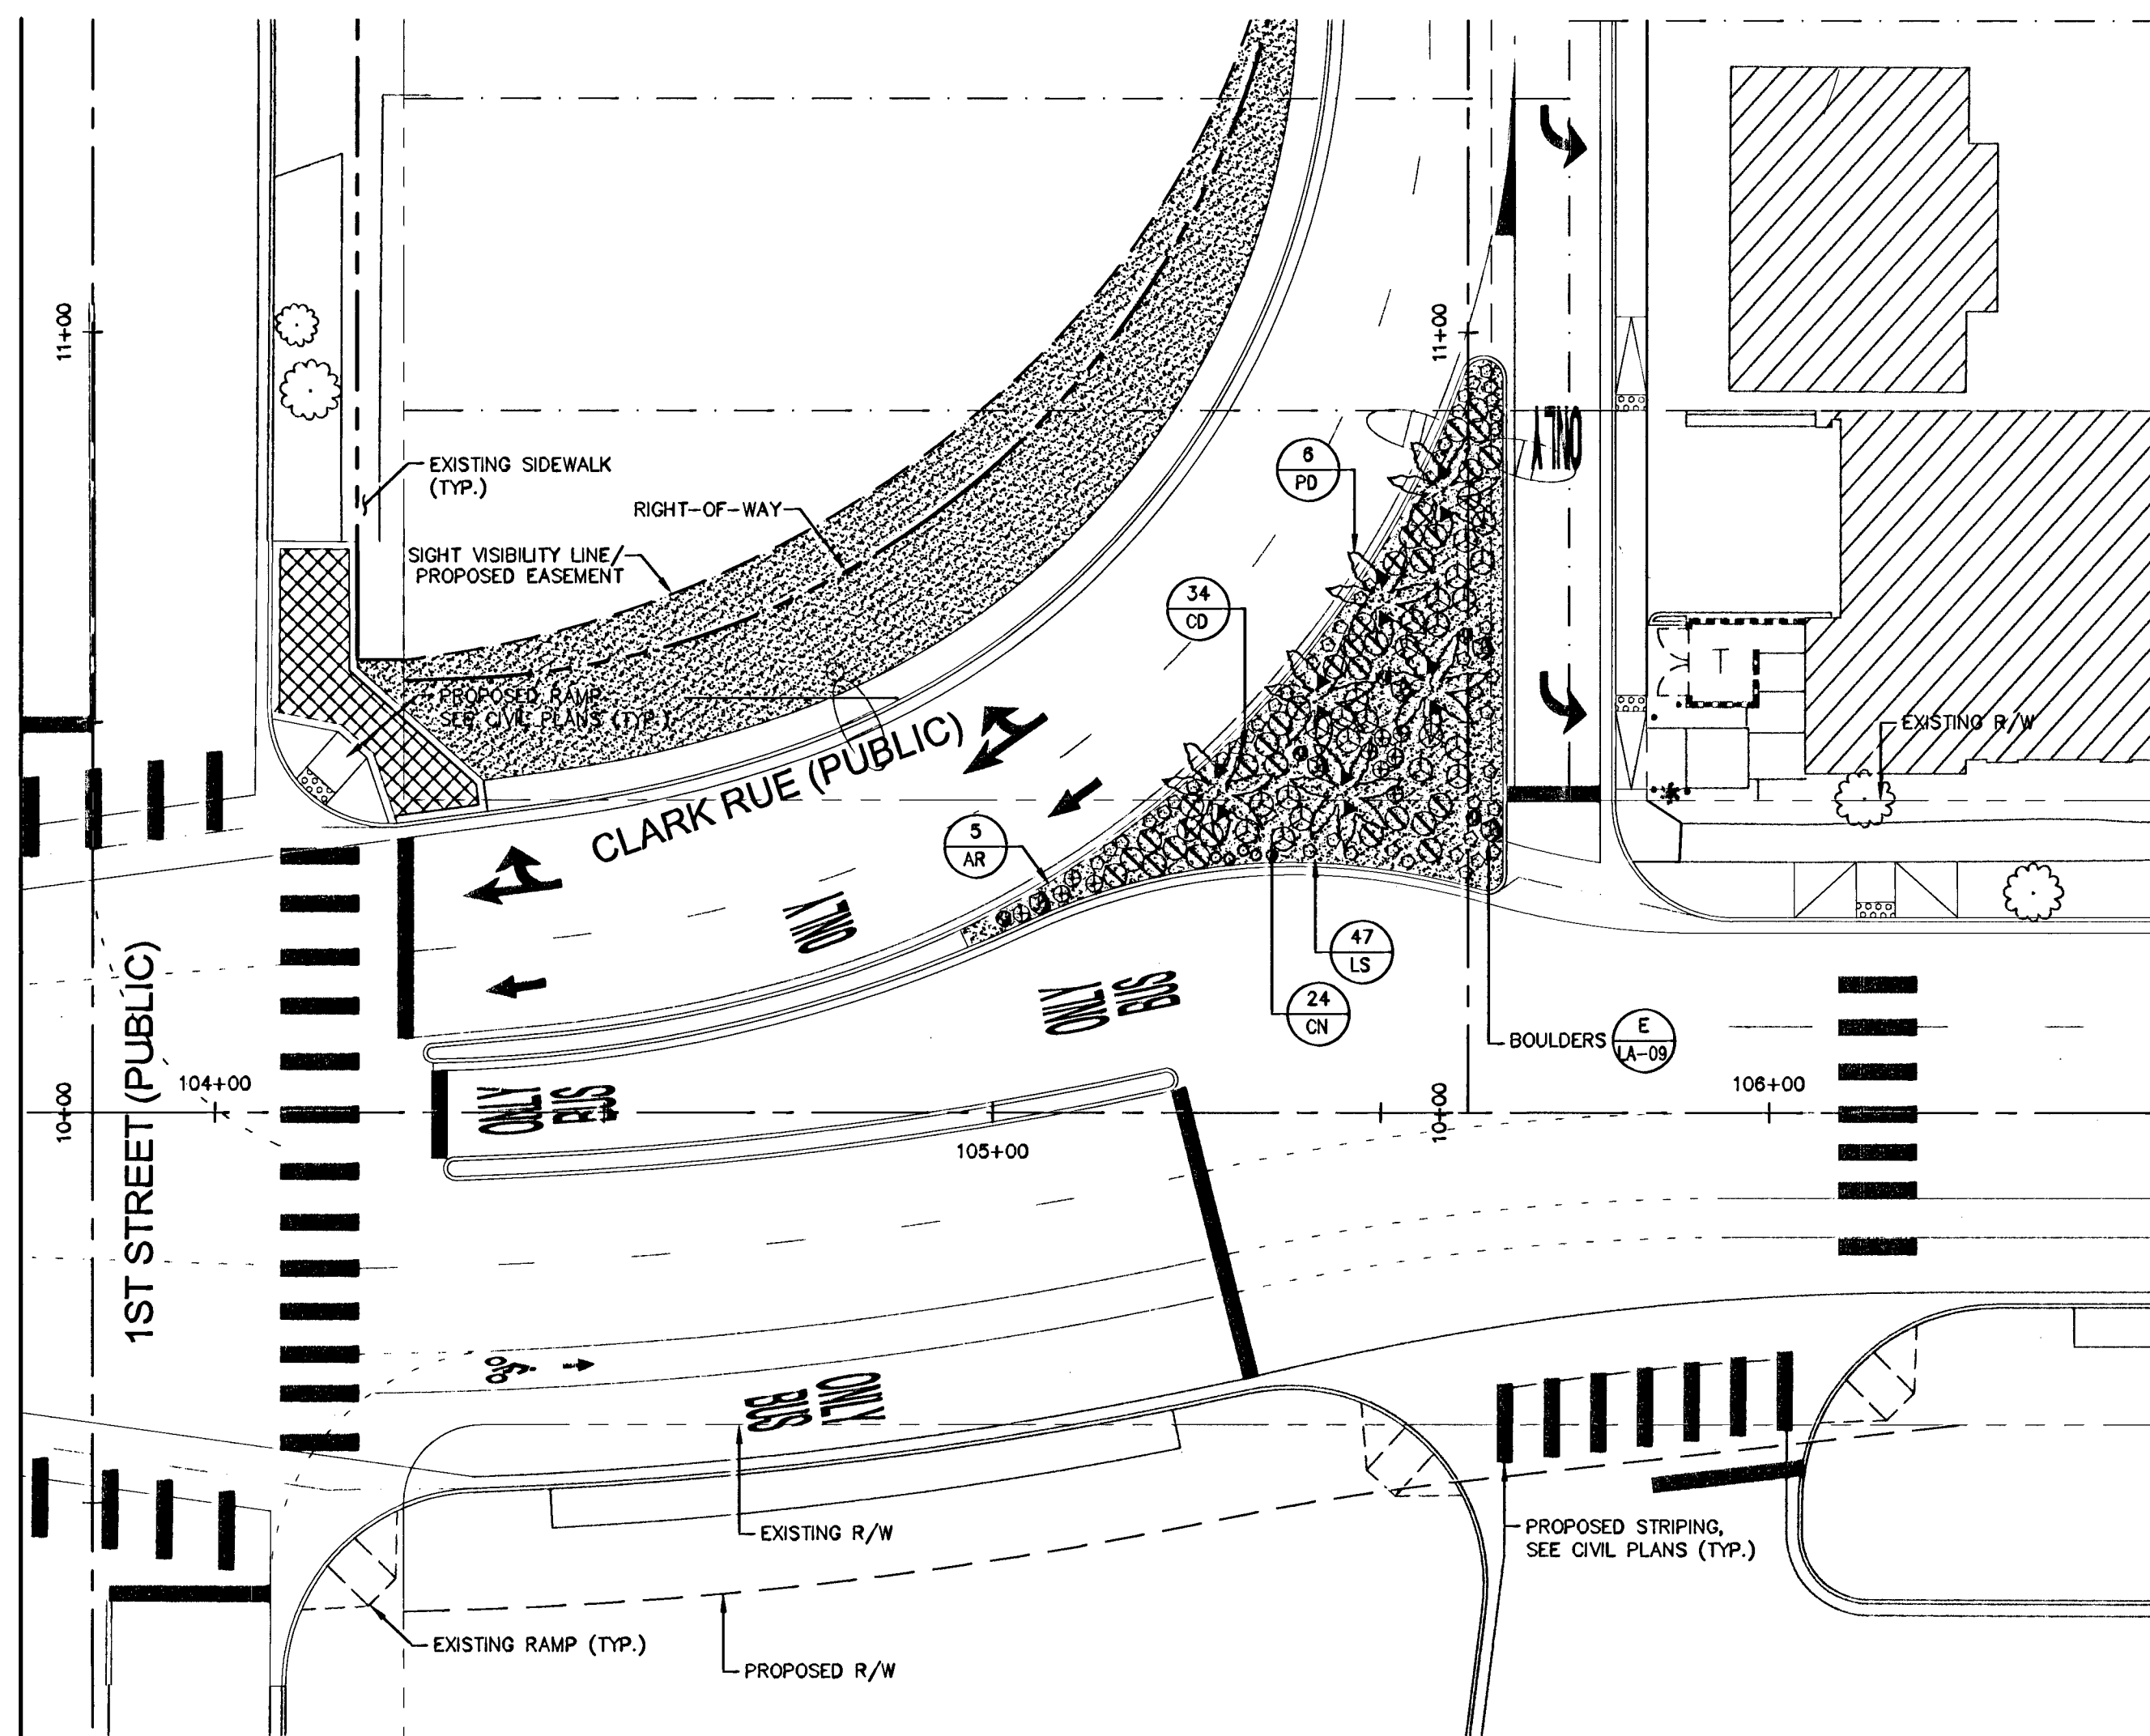 11+00
11+00
ONLY
EXISTING SIDEWALK
(TYP.)
6
PD
RIGHT-OF-WAY
SIGHT VISIBILITY LINE/
PROPOSED EASEMENT
34
CD
T
PROPOSED RAMP
SEE CIVIL PLANS (TYP.)
EXISTING R/W
CLARK RUE (PUBLIC)
5
AR
ONLY
47
LS
24
CN
ONLY
BUS
BOULDERS
E
LA-09
1ST STREET (PUBLIC)
104+00
106+00
10+00
10+00
ONLY
BUS
105+00
ONLY
BUS
EXISTING R/W
PROPOSED STRIPING,
SEE CIVIL PLANS (TYP.)
EXISTING RAMP (TYP.)
PROPOSED R/W